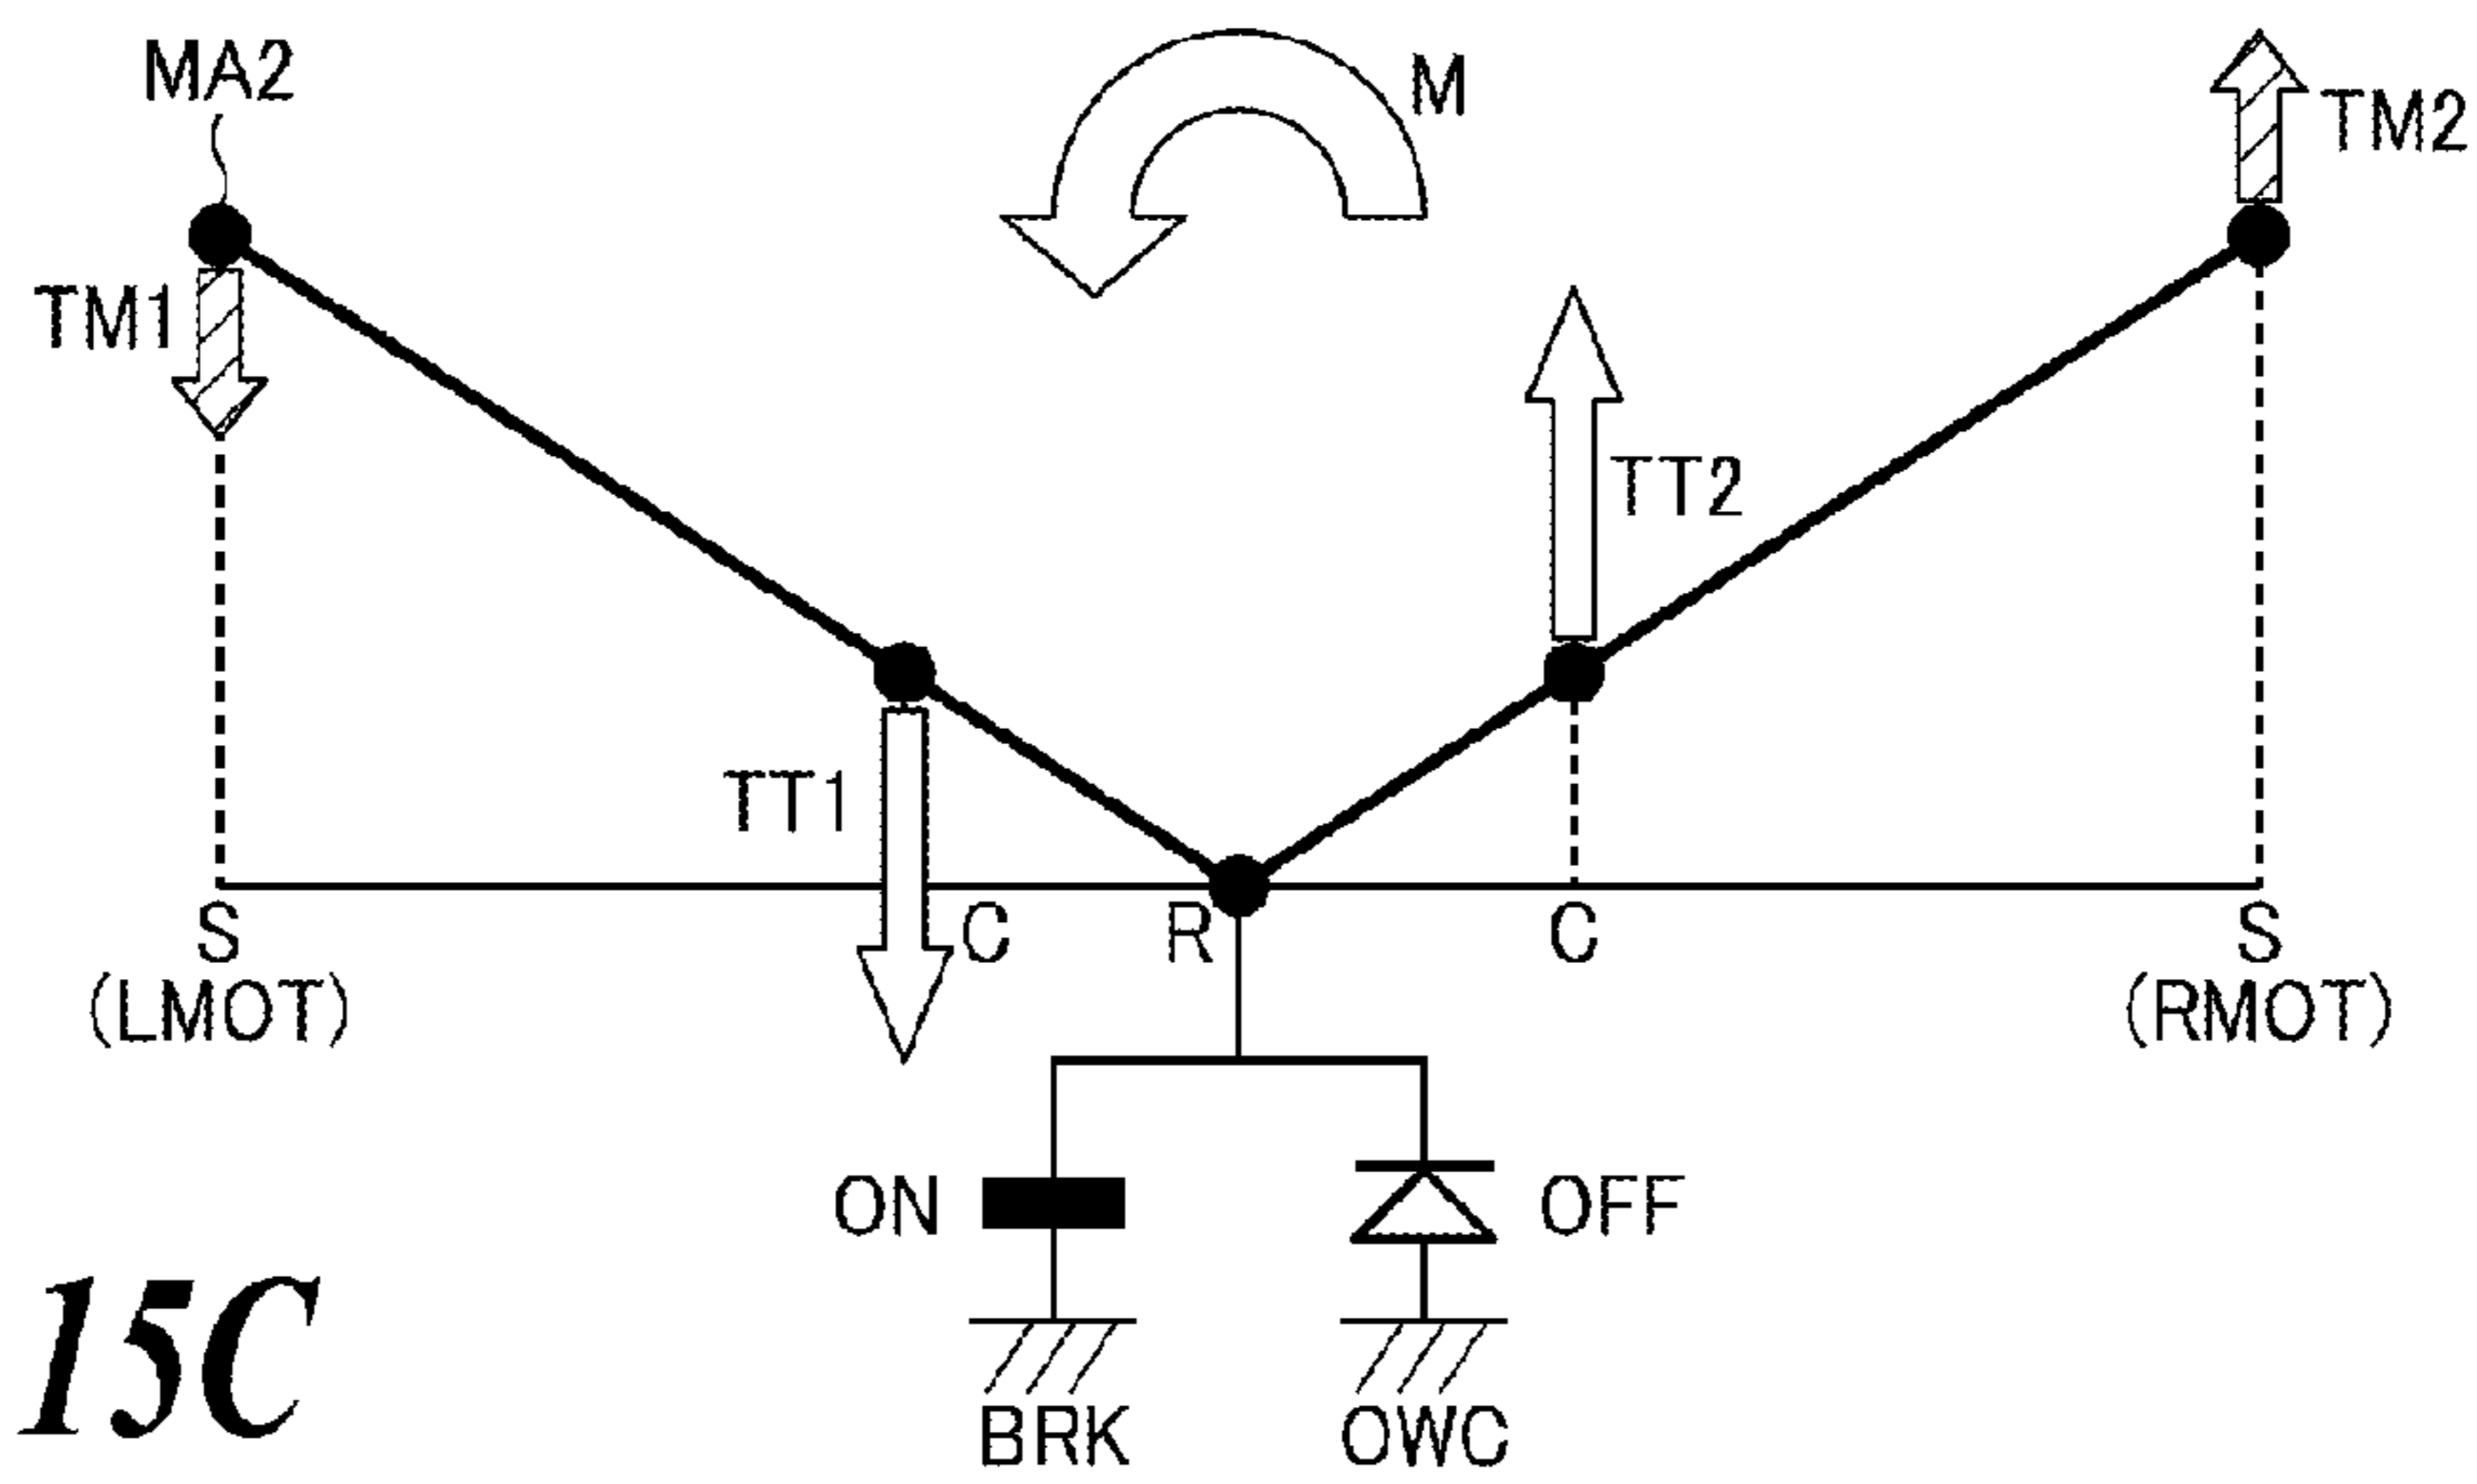 MA2
M
TM2
TM1
TT2
TT1
S C R C S
(LMOT) (RMOT)
ON OFF
15C
BRK OWC